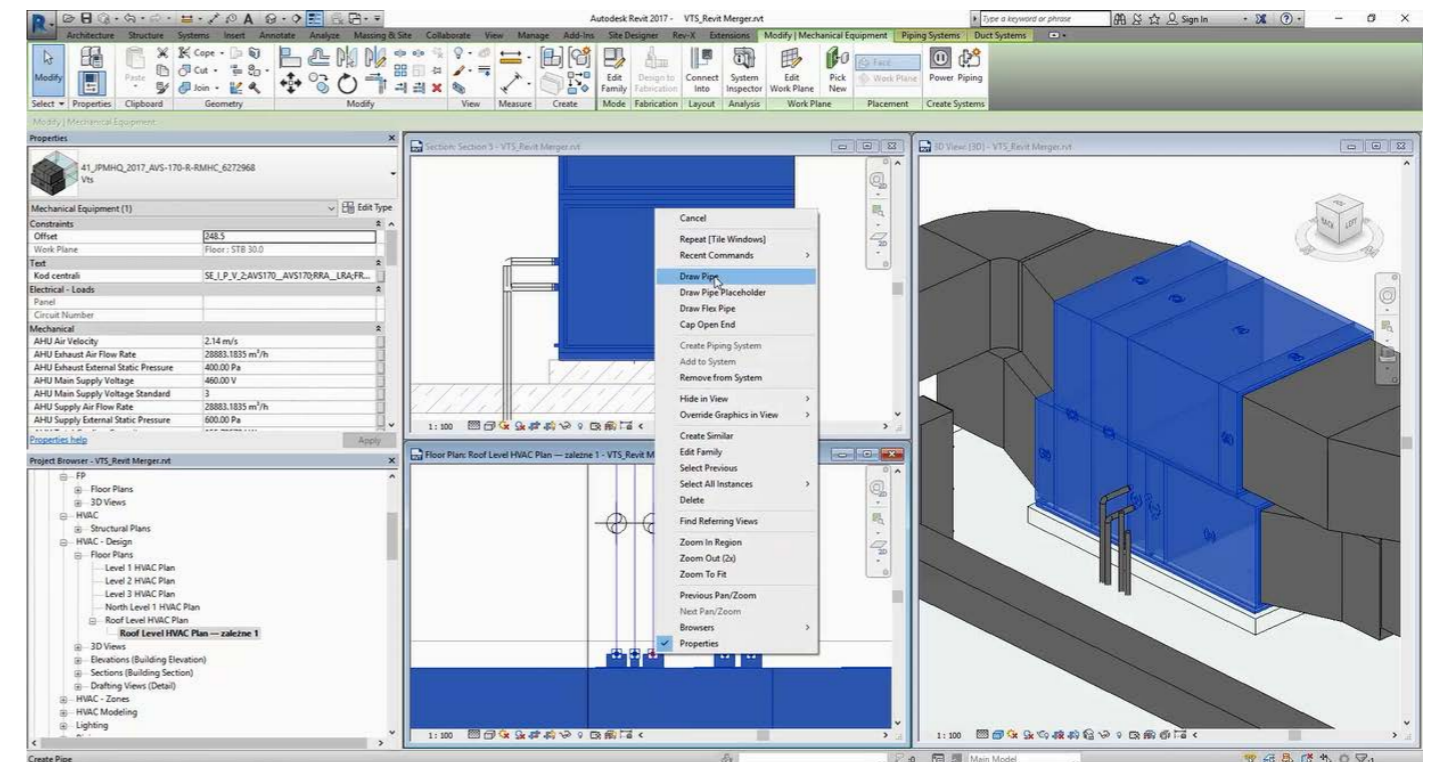 Autodesk Revit 2017 - VTS_Revit Merger.rvt
Type a keyword or phrase
Sign In
Architecture Structure Systems Insert Annotate Analyze Massing & Site Collaborate View Manage Add-Ins Site Designer Rev-X Extensions Modify | Mechanical Equipment Piping Systems Duct Systems
Modify
Paste
Cope
Cut
Join
Edit Family
Design to Fabrication
Connect Into
System Inspector
Edit Work Plane
Pick New
Face
Work Plane
Power Piping
Select Properties Clipboard Geometry Modify View Measure Create Mode Fabrication Layout Analysis Work Plane Placement Create Systems
Modify | Mechanical Equipment
Properties
41_JPMHQ_2017_AVS-170-R-RMHC_6272968
Vts
Mechanical Equipment (1) Edit Type
Constraints
Offset 248.5
Work Plane Floor : STB 30.0
Text
Kod centrali SE_I_P_V_2;AVS170__AVS170;RRA__LRA;FR...
Electrical - Loads
Panel
Circuit Number
Mechanical
AHU Air Velocity 2.14 m/s
AHU Exhaust Air Flow Rate 28883.1835 m³/h
AHU Exhaust External Static Pressure 400.00 Pa
AHU Main Supply Voltage 460.00 V
AHU Main Supply Voltage Standard 3
AHU Supply Air Flow Rate 28883.1835 m³/h
AHU Supply External Static Pressure 600.00 Pa
Properties help Apply
Project Browser - VTS_Revit Merger.rvt
FP
Floor Plans
3D Views
HVAC
Structural Plans
HVAC - Design
Floor Plans
Level 1 HVAC Plan
Level 2 HVAC Plan
Level 3 HVAC Plan
North Level 1 HVAC Plan
Roof Level HVAC Plan
Roof Level HVAC Plan — zależne 1
3D Views
Elevations (Building Elevation)
Sections (Building Section)
Drafting Views (Detail)
HVAC - Zones
HVAC Modeling
Lighting
Create Pipe
Section: Section 5 - VTS_Revit Merger.rvt
1 : 100
Floor Plan: Roof Level HVAC Plan — zależne 1 - VTS_Revit M
1 : 100
Cancel
Repeat [Tile Windows]
Recent Commands
Draw Pipe
Draw Pipe Placeholder
Draw Flex Pipe
Cap Open End
Create Piping System
Add to System
Remove from System
Hide in View
Override Graphics in View
Create Similar
Edit Family
Select Previous
Select All Instances
Delete
Find Referring Views
Zoom In Region
Zoom Out (2x)
Zoom To Fit
Previous Pan/Zoom
Next Pan/Zoom
Browsers
Properties
3D View: {3D} - VTS_Revit Merger.rvt
BACK LEFT
1 : 100
:0 Main Model